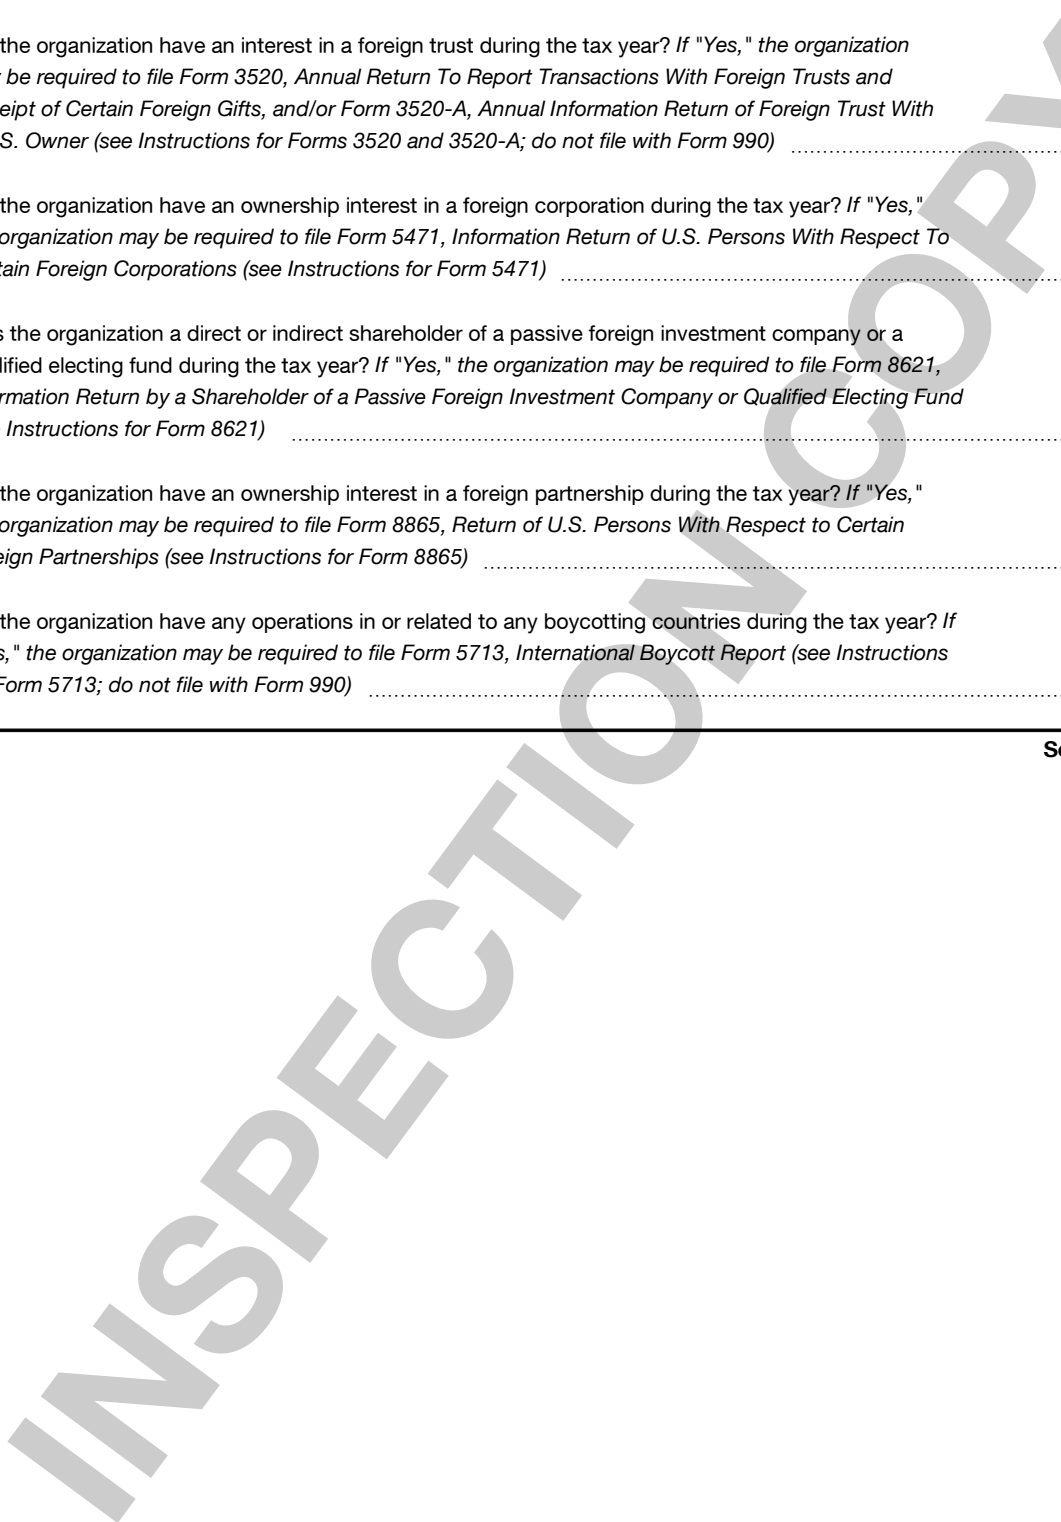 the organization have an interest in a foreign trust during the tax year? If "Yes," the organization
be required to file Form 3520, Annual Return To Report Transactions With Foreign Trusts and
eipt of Certain Foreign Gifts, and/or Form 3520-A, Annual Information Return of Foreign Trust With
S. Owner (see Instructions for Forms 3520 and 3520-A; do not file with Form 990)
the organization have an ownership interest in a foreign corporation during the tax year? If "Yes,"
organization may be required to file Form 5471, Information Return of U.S. Persons With Respect To
tain Foreign Corporations (see Instructions for Form 5471)
s the organization a direct or indirect shareholder of a passive foreign investment company or a
lified electing fund during the tax year? If "Yes," the organization may be required to file Form 8621,
rmation Return by a Shareholder of a Passive Foreign Investment Company or Qualified Electing Fund
Instructions for Form 8621)
the organization have an ownership interest in a foreign partnership during the tax year? If "Yes,"
organization may be required to file Form 8865, Return of U.S. Persons With Respect to Certain
eign Partnerships (see Instructions for Form 8865)
the organization have any operations in or related to any boycotting countries during the tax year? If
s," the organization may be required to file Form 5713, International Boycott Report (see Instructions
Form 5713; do not file with Form 990)
INSPECTION COPY